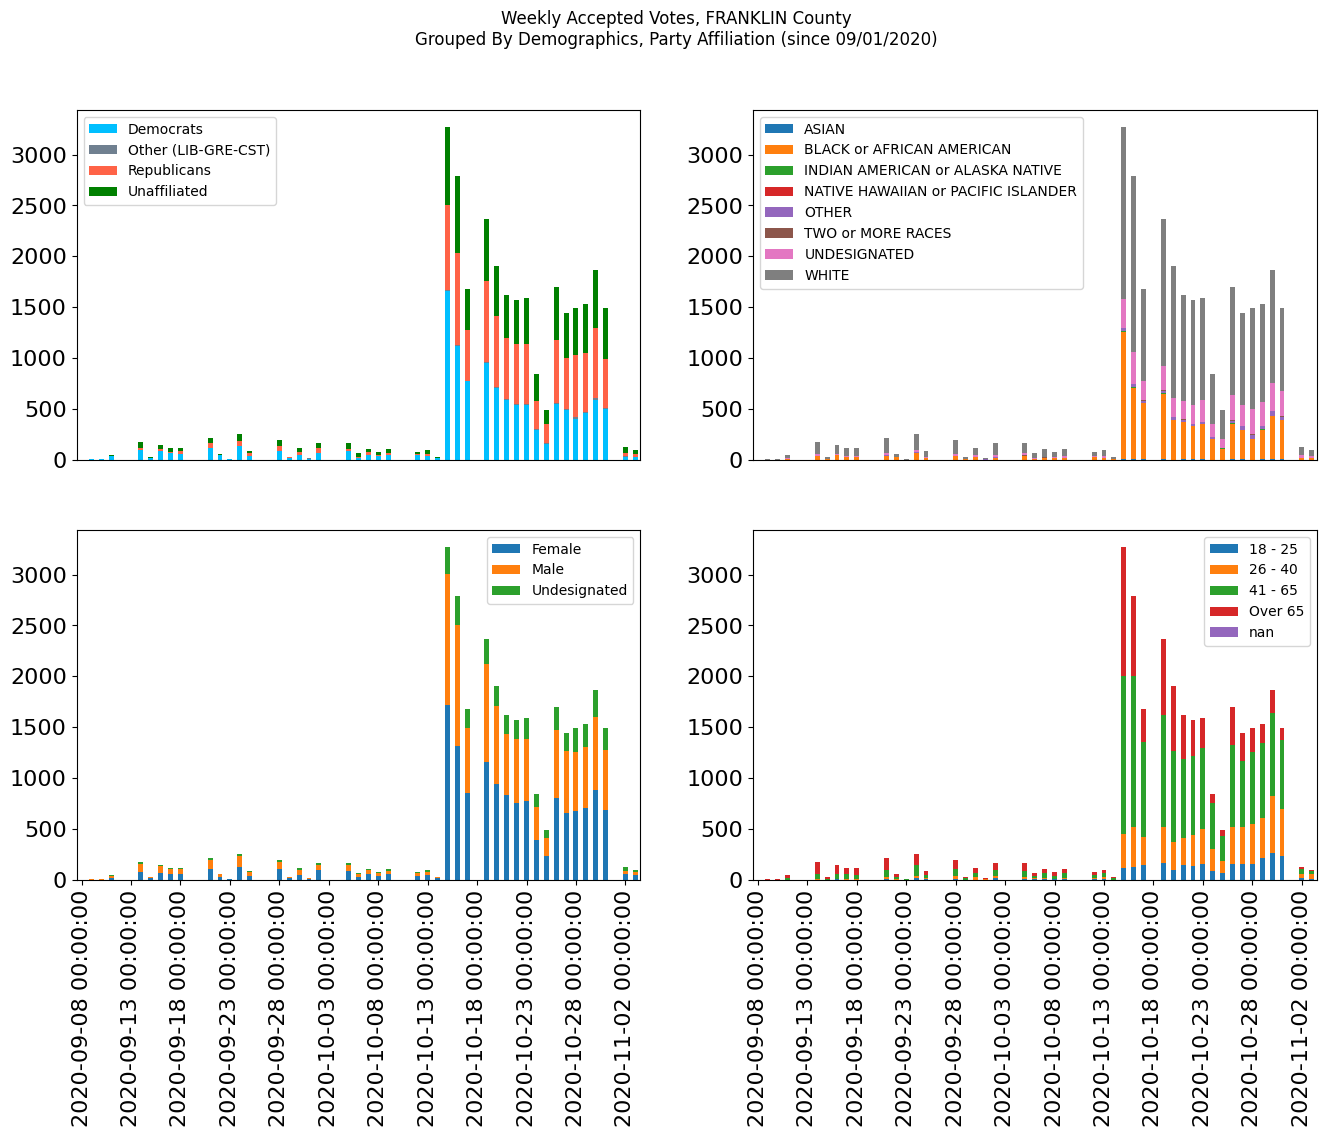 Weekly Accepted Votes, FRANKLIN County
Grouped By Demographics, Party Affiliation (since 09/01/2020)
Democrats
Other (LIB-GRE-CST)
Republicans
Unaffiliated
3000
2500
2000
1500
1000
500
0
ASIAN
BLACK or AFRICAN AMERICAN
INDIAN AMERICAN or ALASKA NATIVE
NATIVE HAWAIIAN or PACIFIC ISLANDER
OTHER
TWO or MORE RACES
UNDESIGNATED
WHITE
3000
2500
2000
1500
1000
500
0
Female
Male
Undesignated
3000
2500
2000
1500
1000
500
0
2020-09-08 00:00:00
2020-09-13 00:00:00
2020-09-18 00:00:00
2020-09-23 00:00:00
2020-09-28 00:00:00
2020-10-03 00:00:00
2020-10-08 00:00:00
2020-10-13 00:00:00
2020-10-18 00:00:00
2020-10-23 00:00:00
2020-10-28 00:00:00
2020-11-02 00:00:00
18 - 25
26 - 40
41 - 65
Over 65
nan
3000
2500
2000
1500
1000
500
0
2020-09-08 00:00:00
2020-09-13 00:00:00
2020-09-18 00:00:00
2020-09-23 00:00:00
2020-09-28 00:00:00
2020-10-03 00:00:00
2020-10-08 00:00:00
2020-10-13 00:00:00
2020-10-18 00:00:00
2020-10-23 00:00:00
2020-10-28 00:00:00
2020-11-02 00:00:00